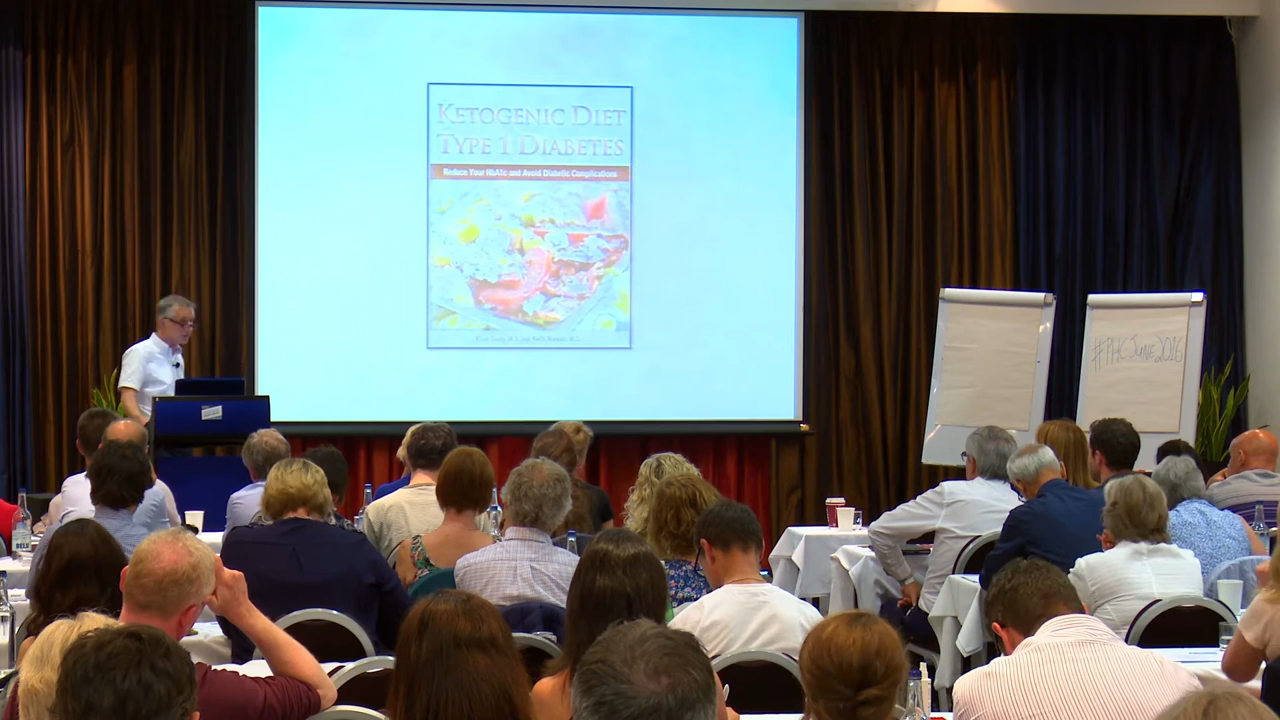 KETOGENIC DIET
TYPE 1 DIABETES
Reduce Your HbA1c and Avoid Diabetic Complications
#PHCJUNE2016